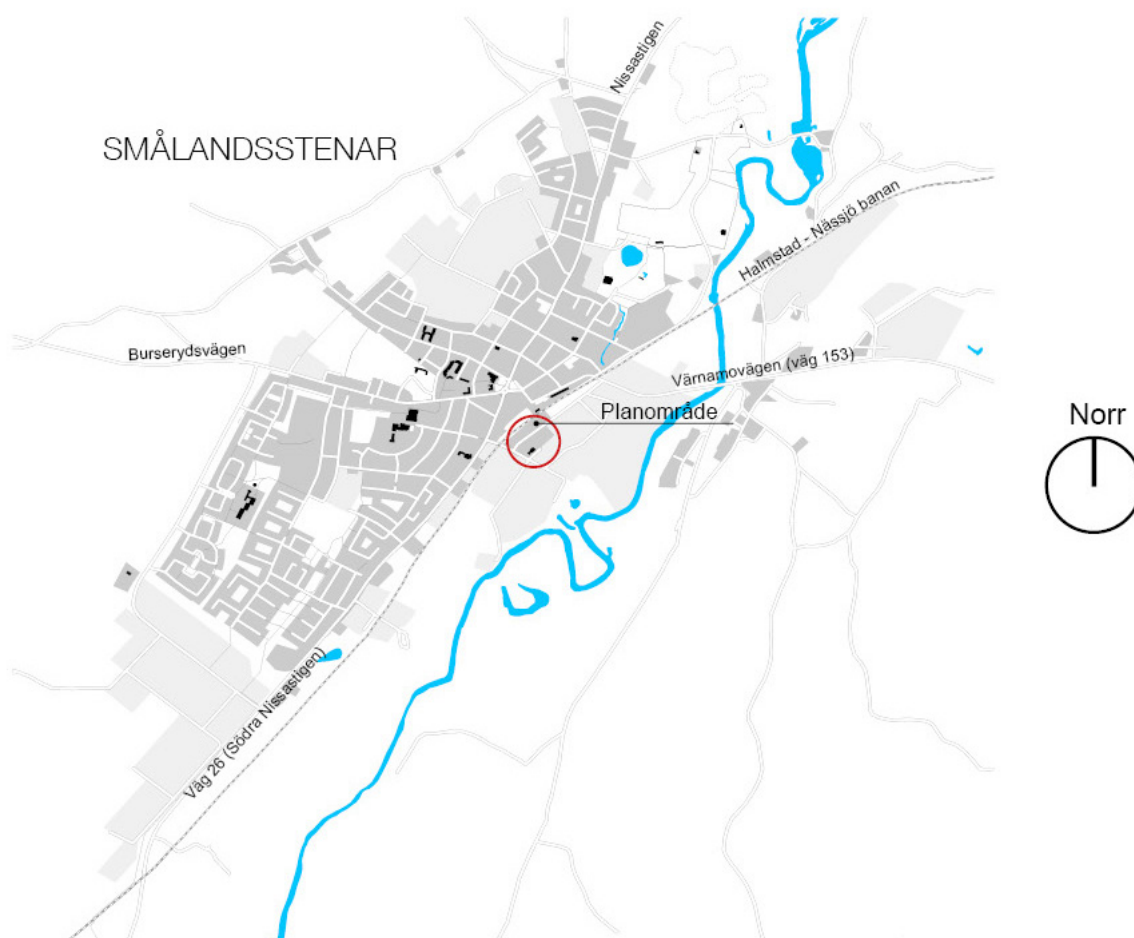 Nissastigen
SMÅLANDSSTENAR
Halmstad - Nässjö banan
Burserydsvägen
Värnamovägen (väg 153)
Planområde
Norr
Väg 26 (Södra Nissastigen)